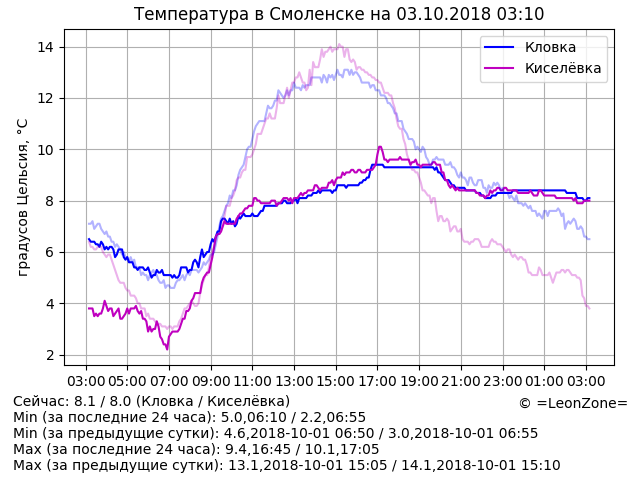 Температура в Смоленске на 03.10.2018 03:10
градусов Цельсия, °C
14
12
10
8
6
4
2
Кловка
Киселёвка
03:00 05:00 07:00 09:00 11:00 13:00 15:00 17:00 19:00 21:00 23:00 01:00 03:00
Сейчас: 8.1 / 8.0 (Кловка / Киселёвка)
© =LeonZone=
Min (за последние 24 часа): 5.0,06:10 / 2.2,06:55
Min (за предыдущие сутки): 4.6,2018-10-01 06:50 / 3.0,2018-10-01 06:55
Max (за последние 24 часа): 9.4,16:45 / 10.1,17:05
Max (за предыдущие сутки): 13.1,2018-10-01 15:05 / 14.1,2018-10-01 15:10